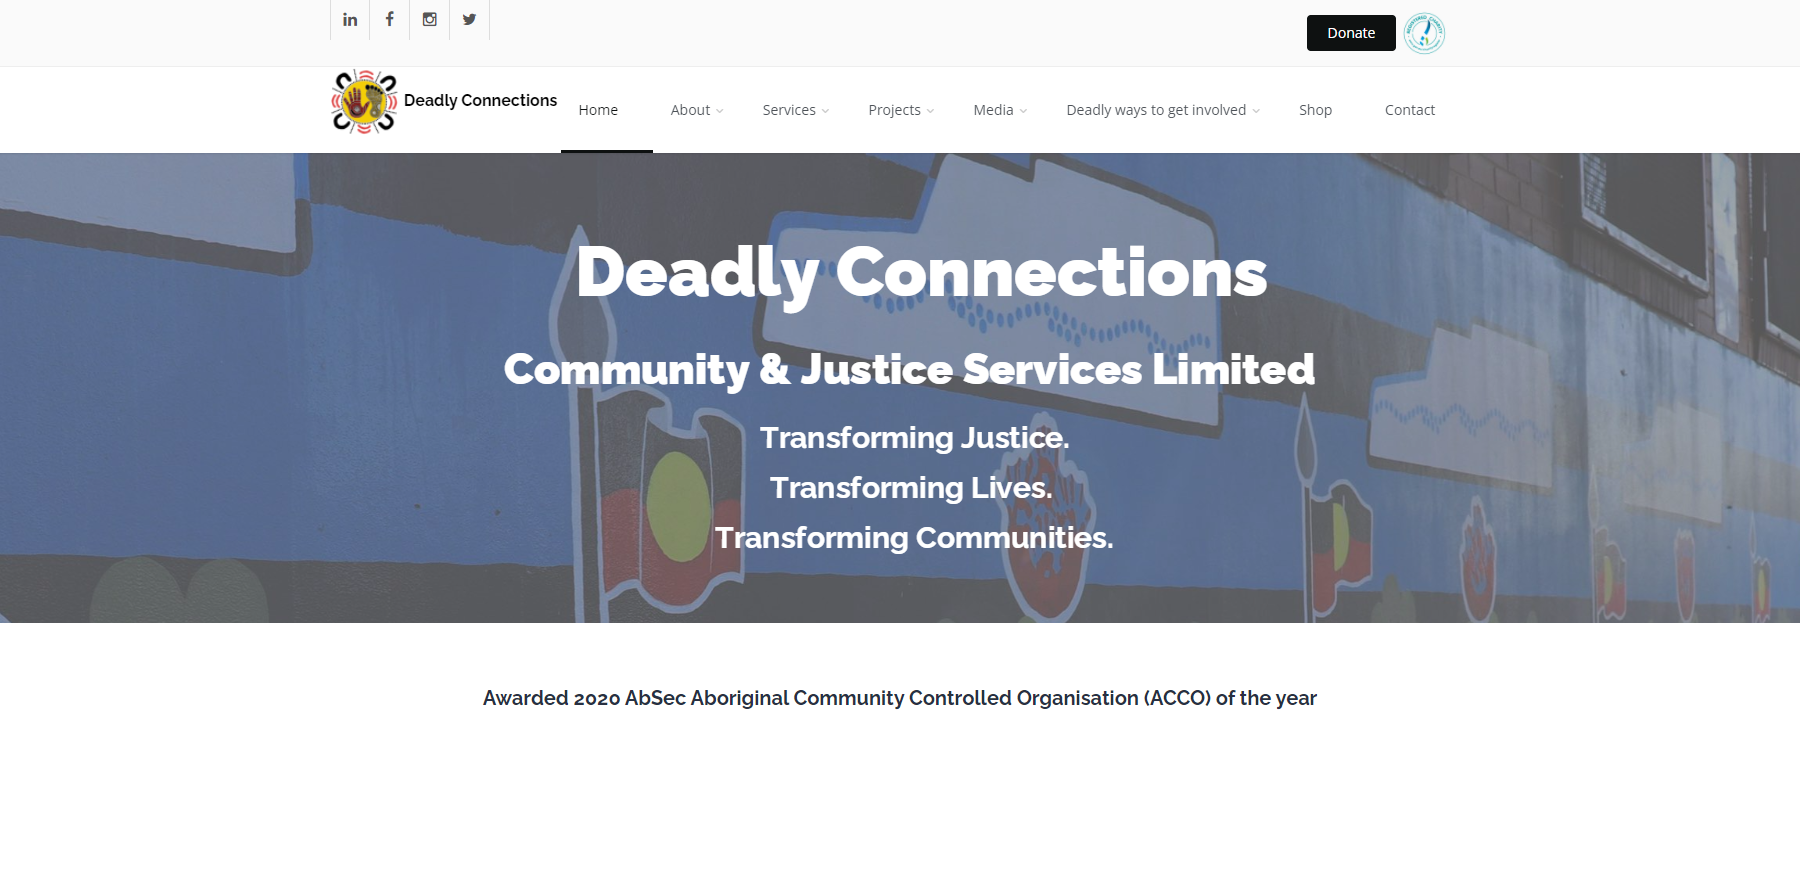 Donate
Deadly Connections
Home
About
Services
Projects
Media
Deadly ways to get involved
Shop
Contact
Deadly Connections
Community & Justice Services Limited
Transforming Justice.
Transforming Lives.
Transforming Communities.
Awarded 2020 AbSec Aboriginal Community Controlled Organisation (ACCO) of the year